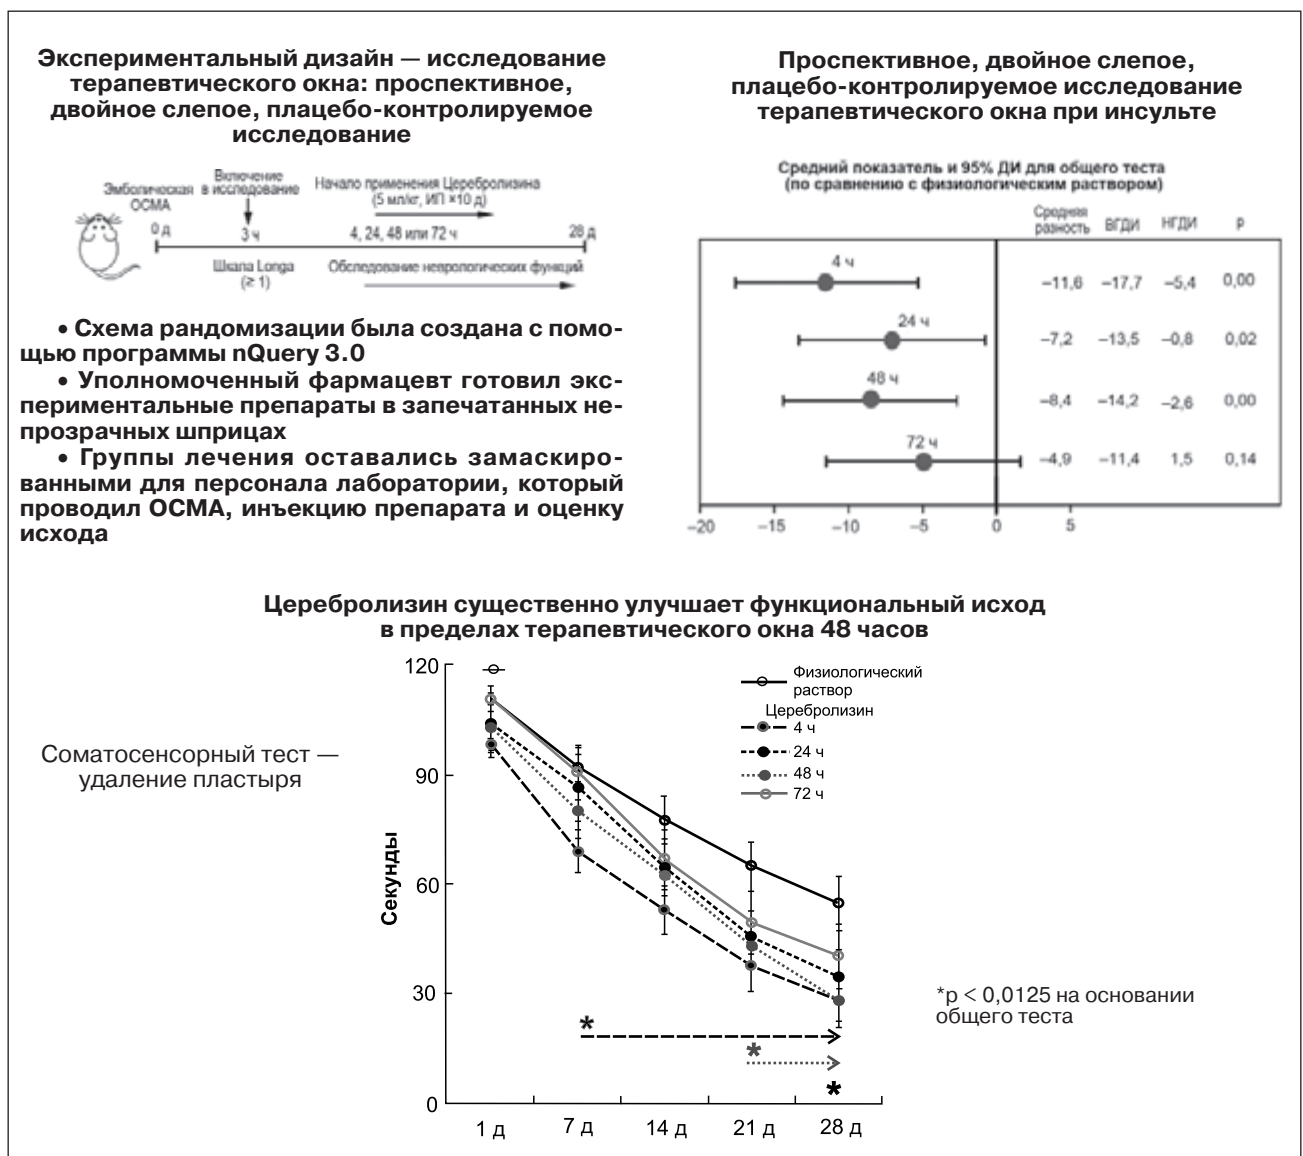 Экспериментальный дизайн — исследование
терапевтического окна: проспективное,
двойное слепое, плацебо-контролируемое
исследование
Эмболическая
ОСМА
Включение
в исследование
Начало применения Церебролизина
(5 мл/кг, ИП ×10 д)
0 д
3 ч
4, 24, 48 или 72 ч
28 д
Шкала Longa
(≥ 1)
Обследование неврологических функций
• Схема рандомизации была создана с помо-
щью программы nQuery 3.0
• Уполномоченный фармацевт готовил экс-
периментальные препараты в запечатанных не-
прозрачных шприцах
• Группы лечения оставались замаскиро-
ванными для персонала лаборатории, который
проводил ОСМА, инъекцию препарата и оценку
исхода
Проспективное, двойное слепое,
плацебо-контролируемое исследование
терапевтического окна при инсульте
Средний показатель и 95% ДИ для общего теста
(по сравнению с физиологическим раствором)
Средняя
разность ВГДИ НГДИ р
4 ч −11,6 −17,7 −5,4 0,00
24 ч −7,2 −13,5 −0,8 0,02
48 ч −8,4 −14,2 −2,6 0,00
72 ч −4,9 −11,4 1,5 0,14
−20 −15 −10 −5 0 5
Церебролизин существенно улучшает функциональный исход
в пределах терапевтического окна 48 часов
Соматосенсорный тест —
удаление пластыря
Секунды
120
90
60
30
0
1 д 7 д 14 д 21 д 28 д
Физиологический
раствор
Церебролизин
4 ч
24 ч
48 ч
72 ч
*
*
*
*р < 0,0125 на основании
общего теста